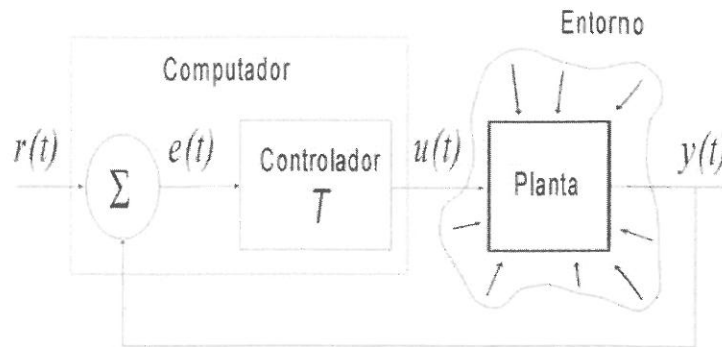 Entorno
Computador
r(t)
Σ
e(t)
Controlador
T
u(t)
Planta
y(t)